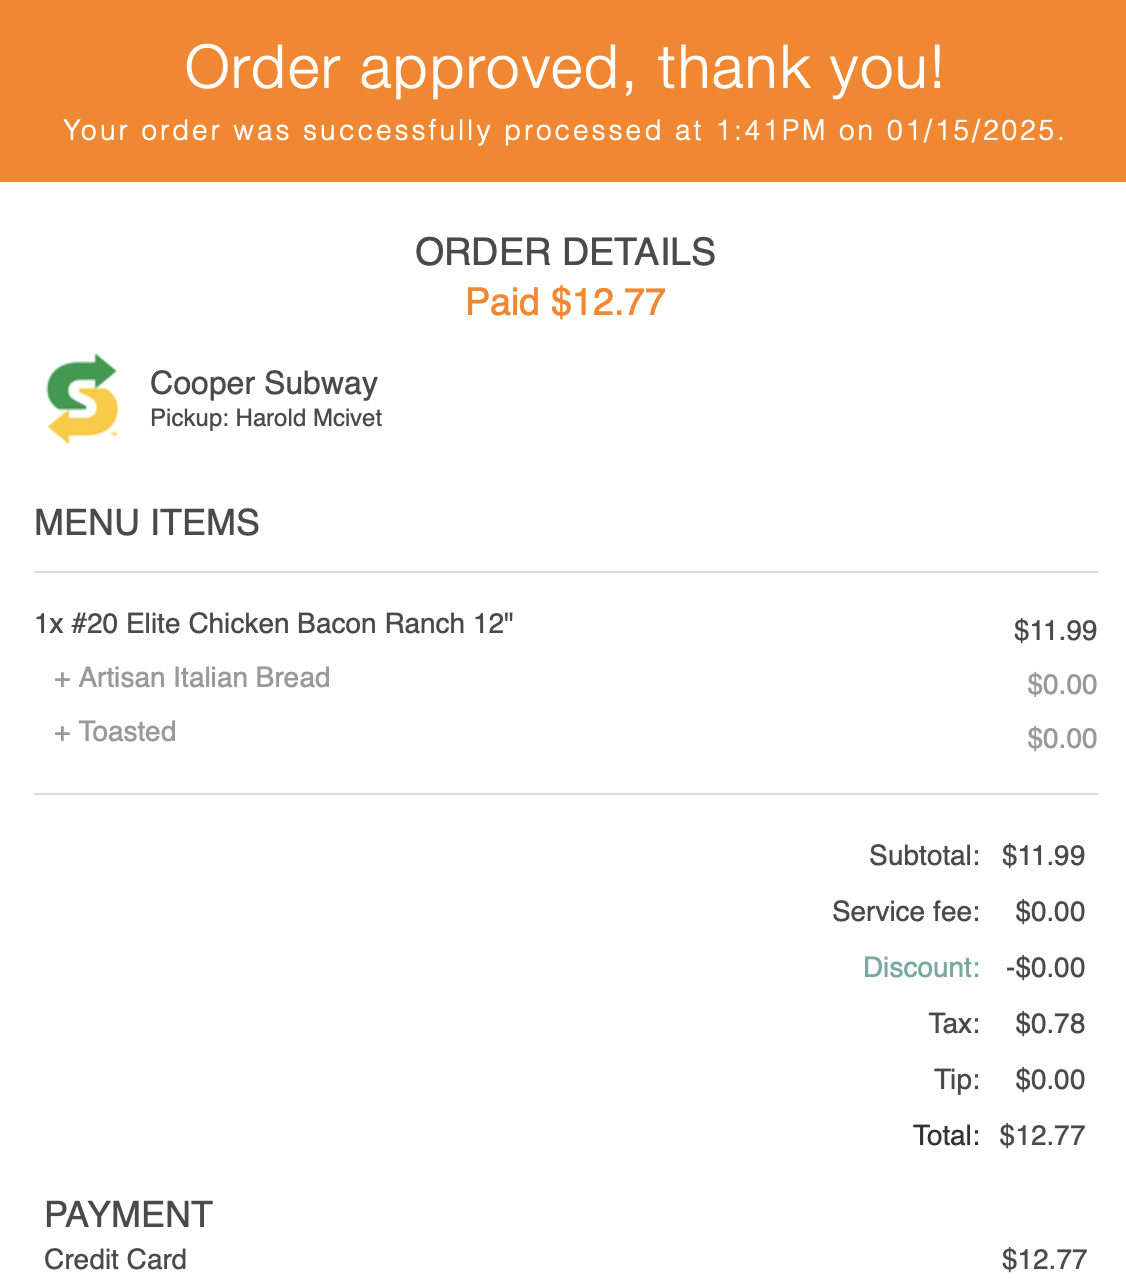 Order approved, thank you!
Your order was successfully processed at 1:41PM on 01/15/2025.
ORDER DETAILS
Paid $12.77
Cooper Subway
Pickup: Harold Mcivet
MENU ITEMS
1x #20 Elite Chicken Bacon Ranch 12" $11.99
+ Artisan Italian Bread $0.00
+ Toasted $0.00
Subtotal: $11.99
Service fee: $0.00
Discount: -$0.00
Tax: $0.78
Tip: $0.00
Total: $12.77
PAYMENT
Credit Card $12.77